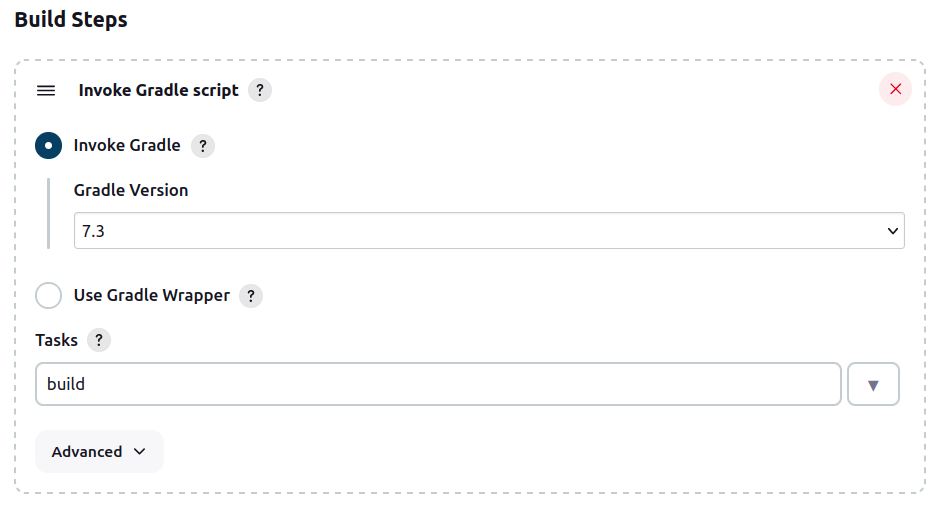 Build Steps
Invoke Gradle script ?
Invoke Gradle ?
Gradle Version
7.3
Use Gradle Wrapper ?
Tasks ?
build
Advanced